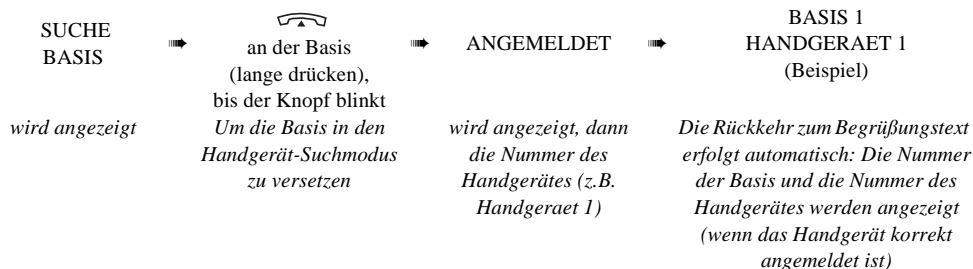 SUCHE
BASIS
wird angezeigt
an der Basis
(lange drücken),
bis der Knopf blinkt
Um die Basis in den
Handgerät-Suchmodus
zu versetzen
ANGEMELDET
wird angezeigt, dann
die Nummer des
Handgerätes (z.B.
Handgeraet 1)
BASIS 1
HANDGERAET 1
(Beispiel)
Die Rückkehr zum Begrüßungstext
erfolgt automatisch: Die Nummer
der Basis und die Nummer des
Handgerätes werden angezeigt
(wenn das Handgerät korrekt
angemeldet ist)